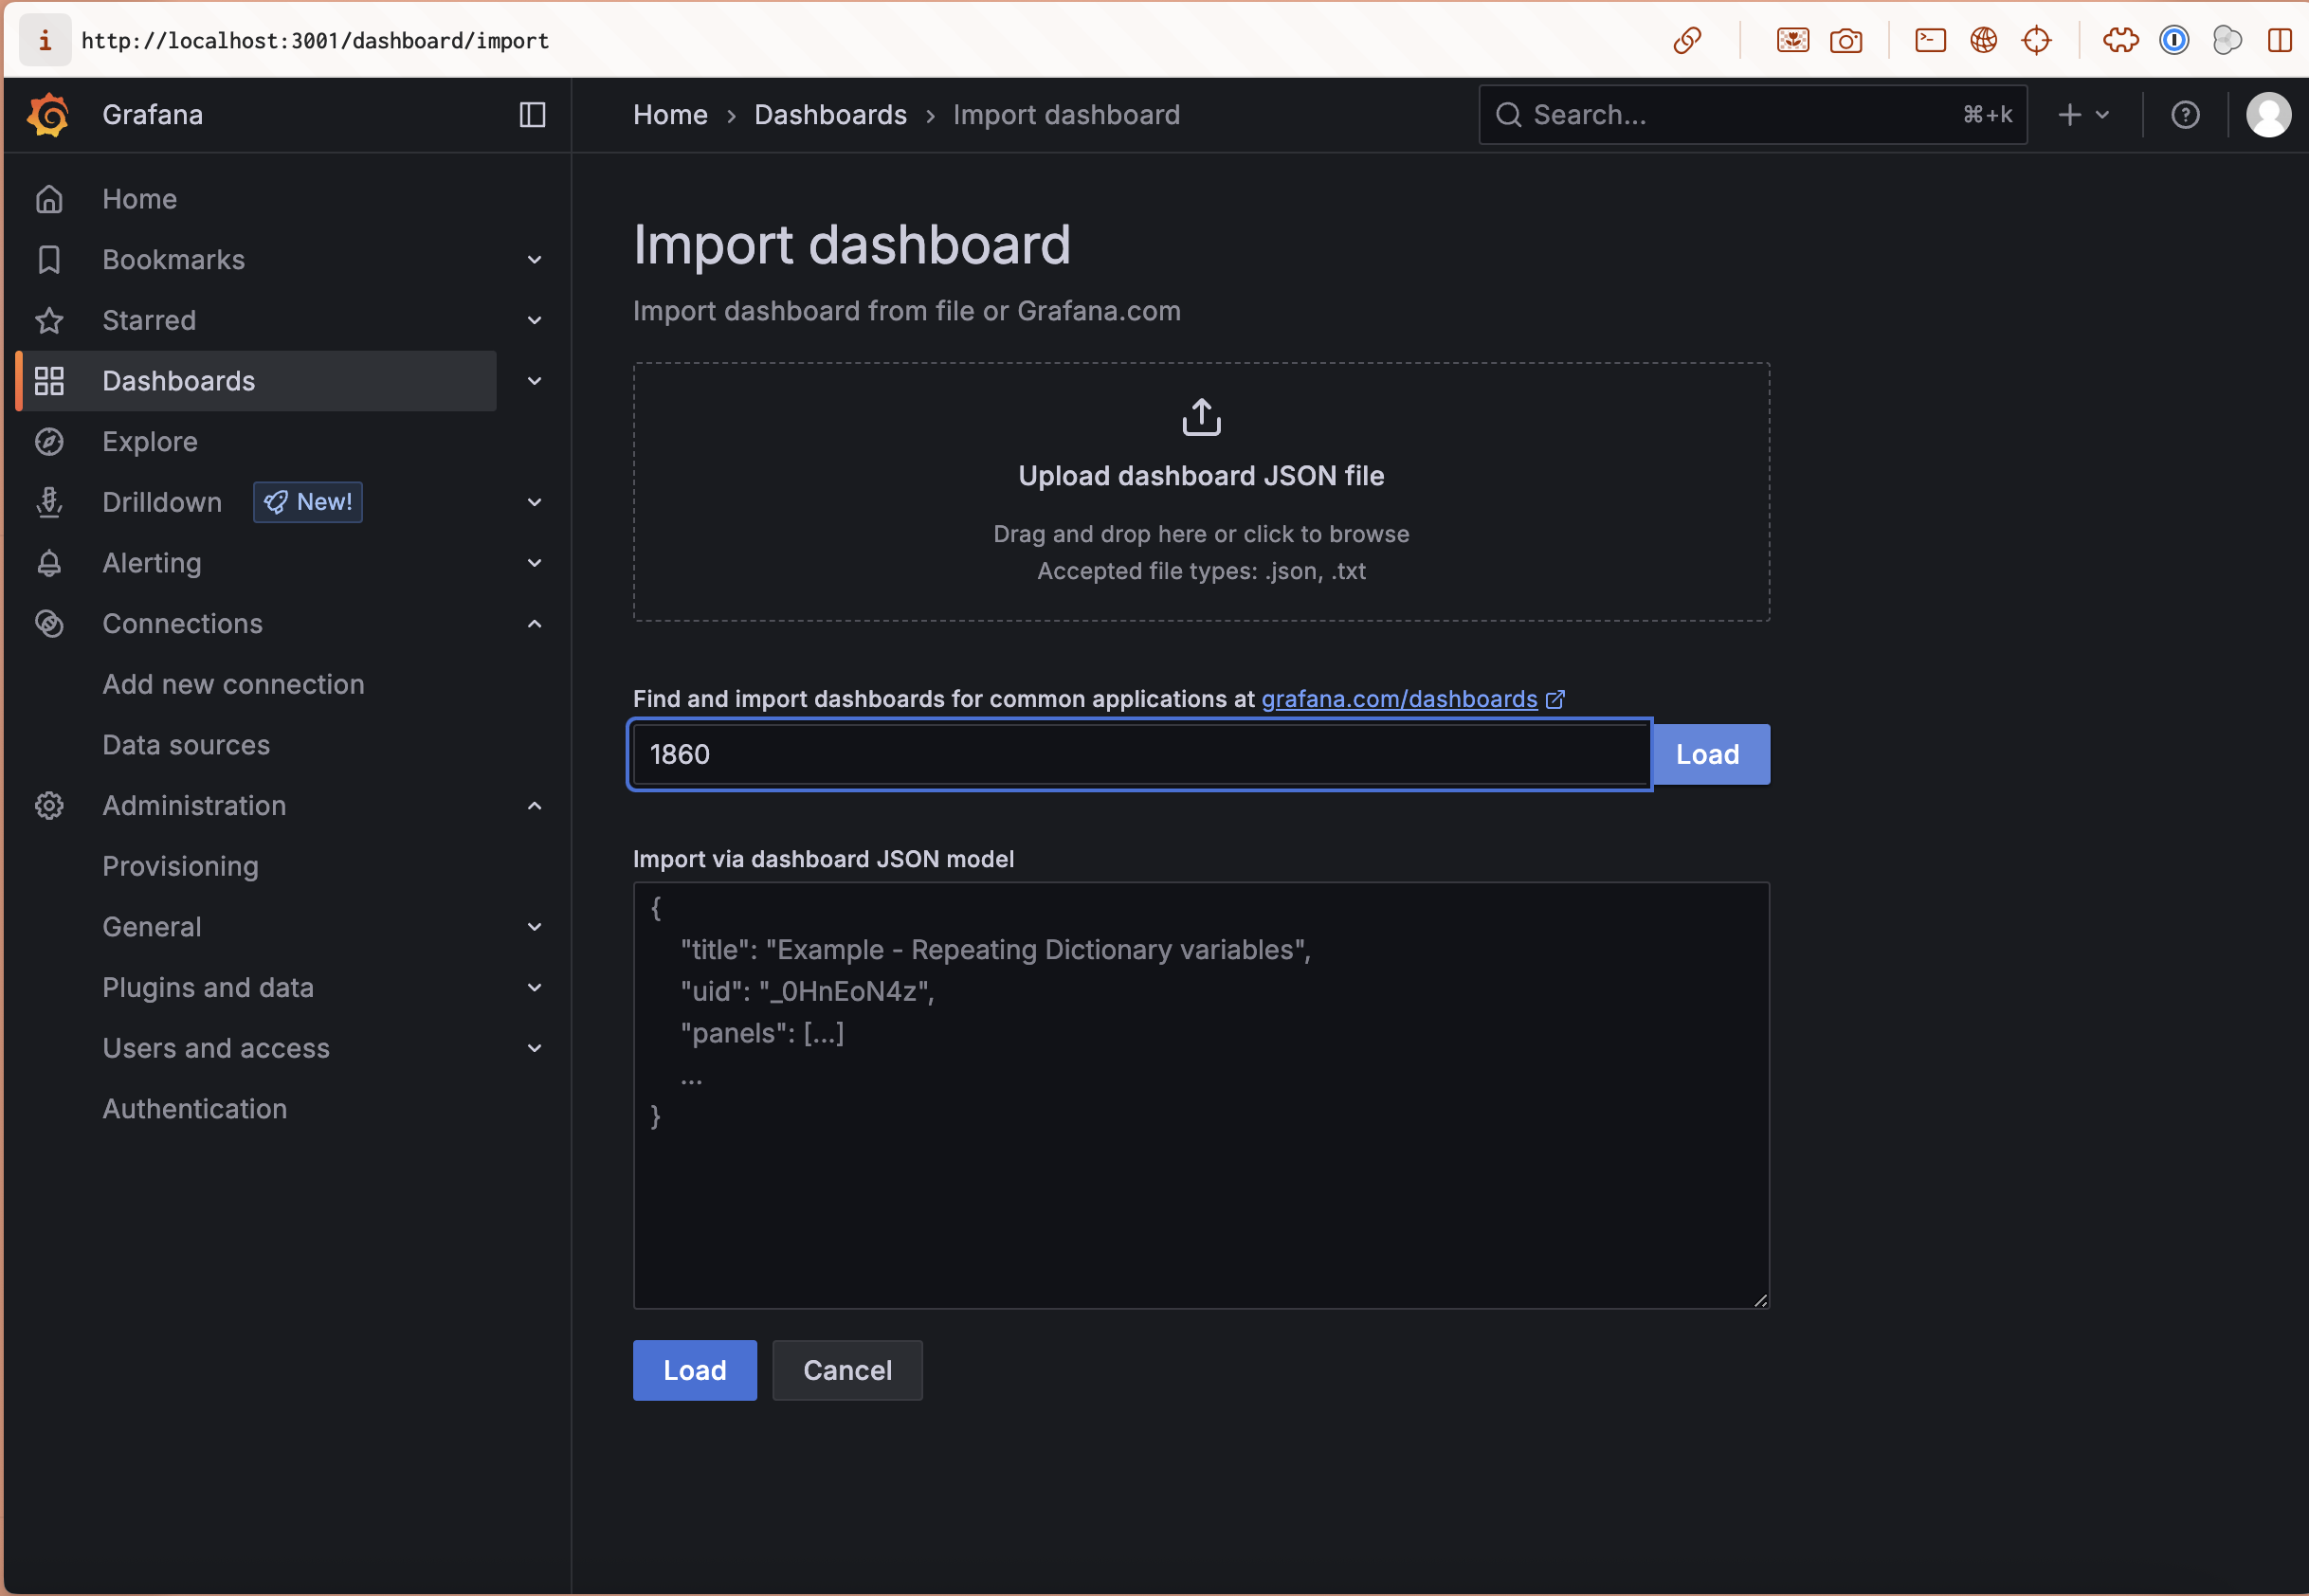 http://localhost:3001/dashboard/import
Grafana
Home › Dashboards › Import dashboard
Search...
⌘+k
Home
Bookmarks
Starred
Dashboards
Explore
Drilldown
New!
Alerting
Connections
Add new connection
Data sources
Administration
Provisioning
General
Plugins and data
Users and access
Authentication
Import dashboard
Import dashboard from file or Grafana.com
Upload dashboard JSON file
Drag and drop here or click to browse
Accepted file types: .json, .txt
Find and import dashboards for common applications at grafana.com/dashboards
1860
Load
Import via dashboard JSON model
{
"title": "Example - Repeating Dictionary variables",
"uid": "_0HnEoN4z",
"panels": [...]
...
}
Load
Cancel